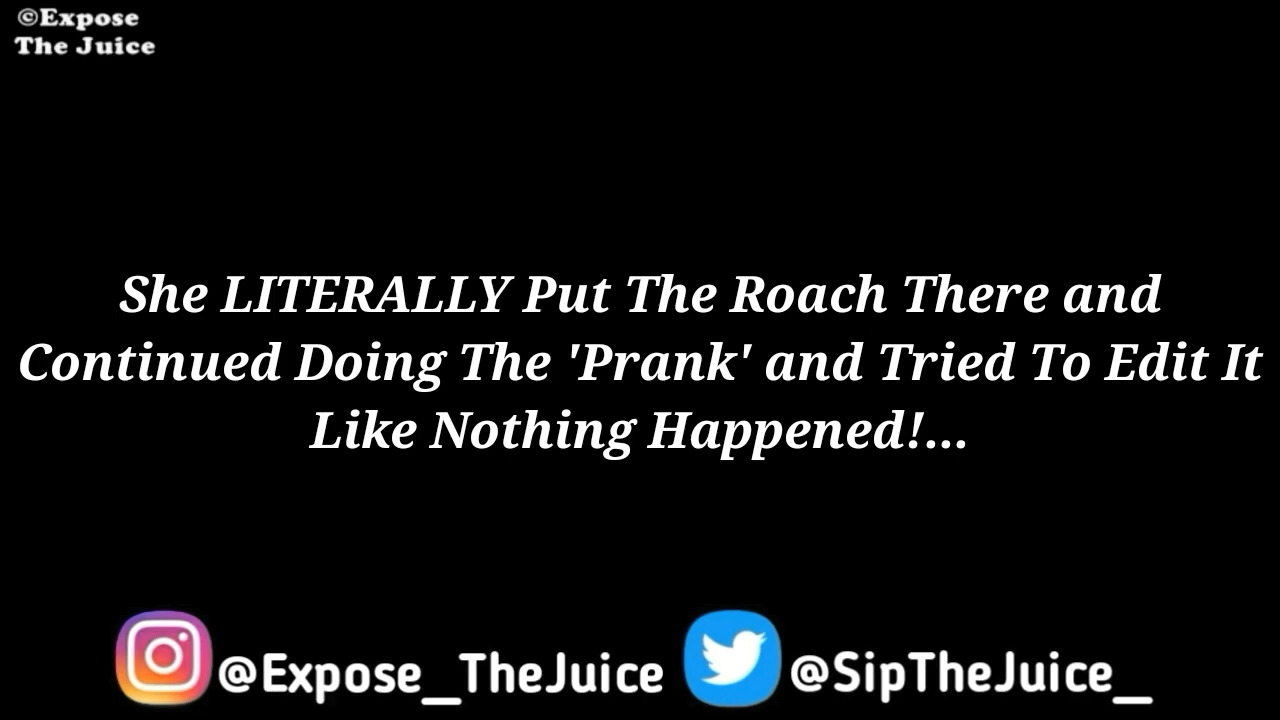 ©Expose
The Juice
She LITERALLY Put The Roach There and
Continued Doing The 'Prank' and Tried To Edit It
Like Nothing Happened!...
@Expose_TheJuice @SipTheJuice_